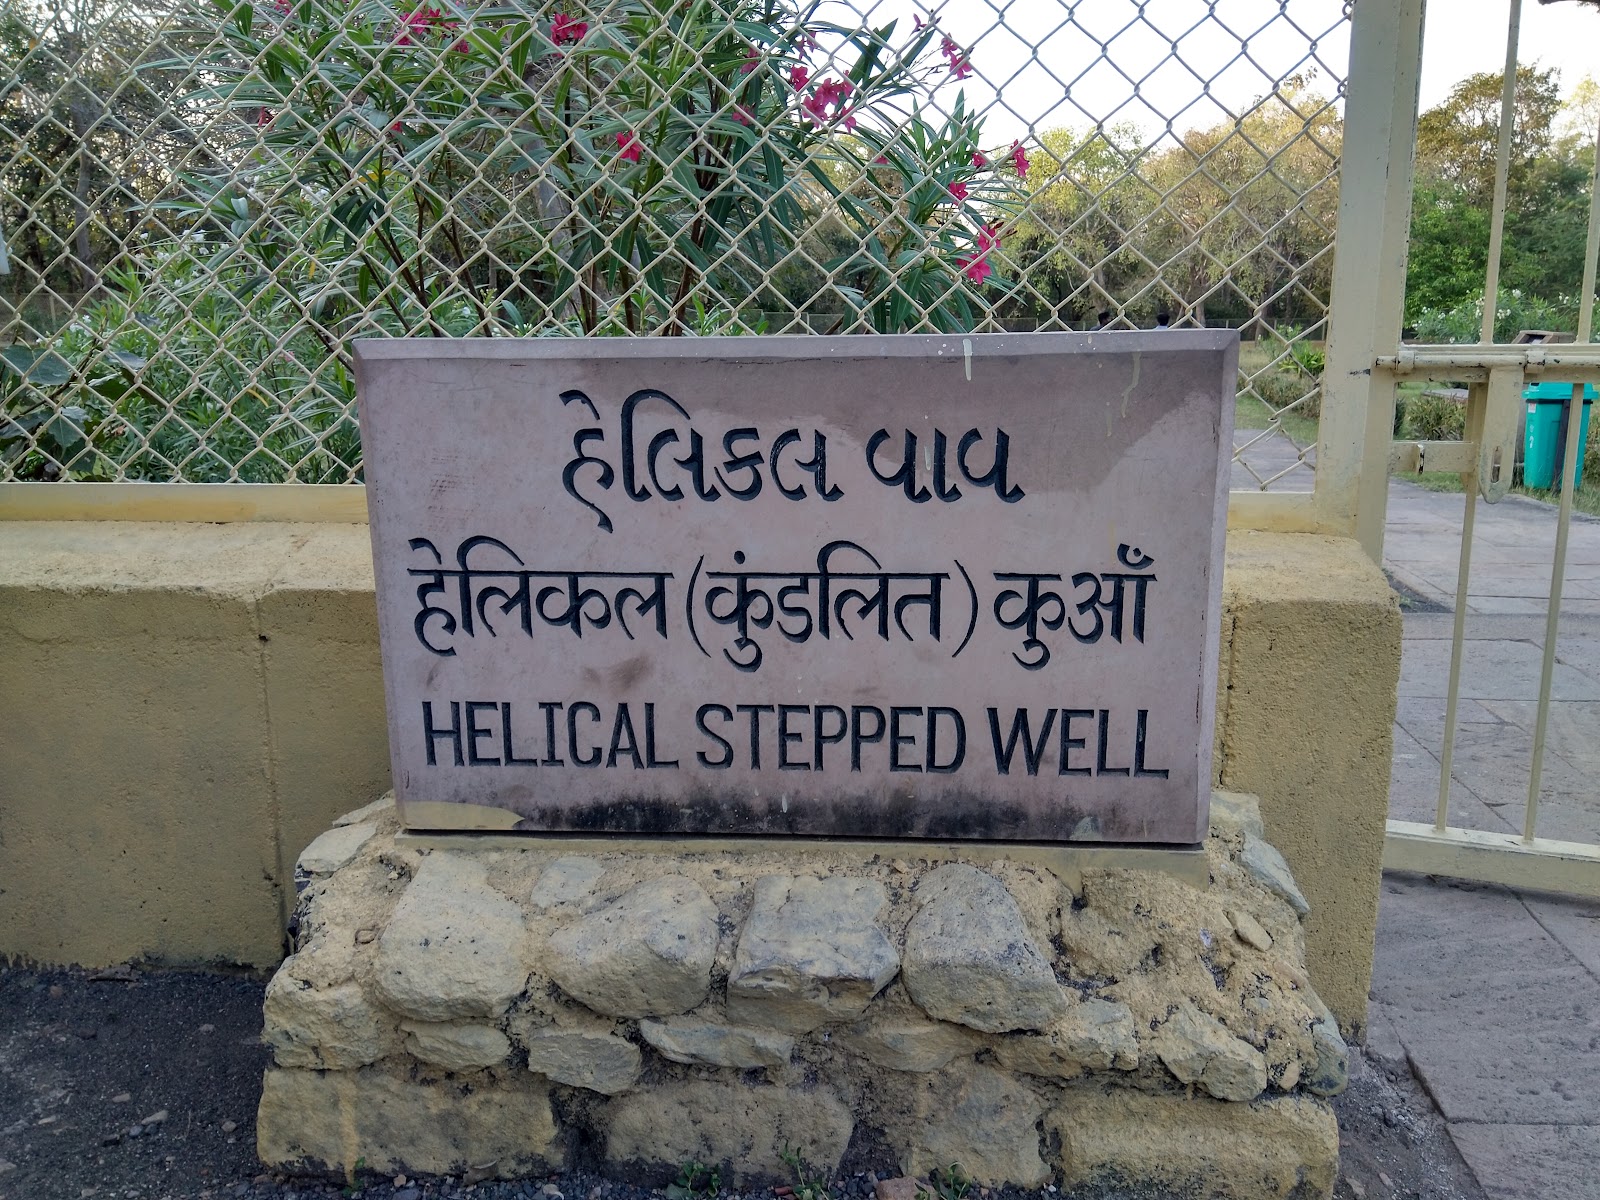 હેલિકલ વાવ
हेलिकल (कुंडलित) कुआँ
HELICAL STEPPED WELL